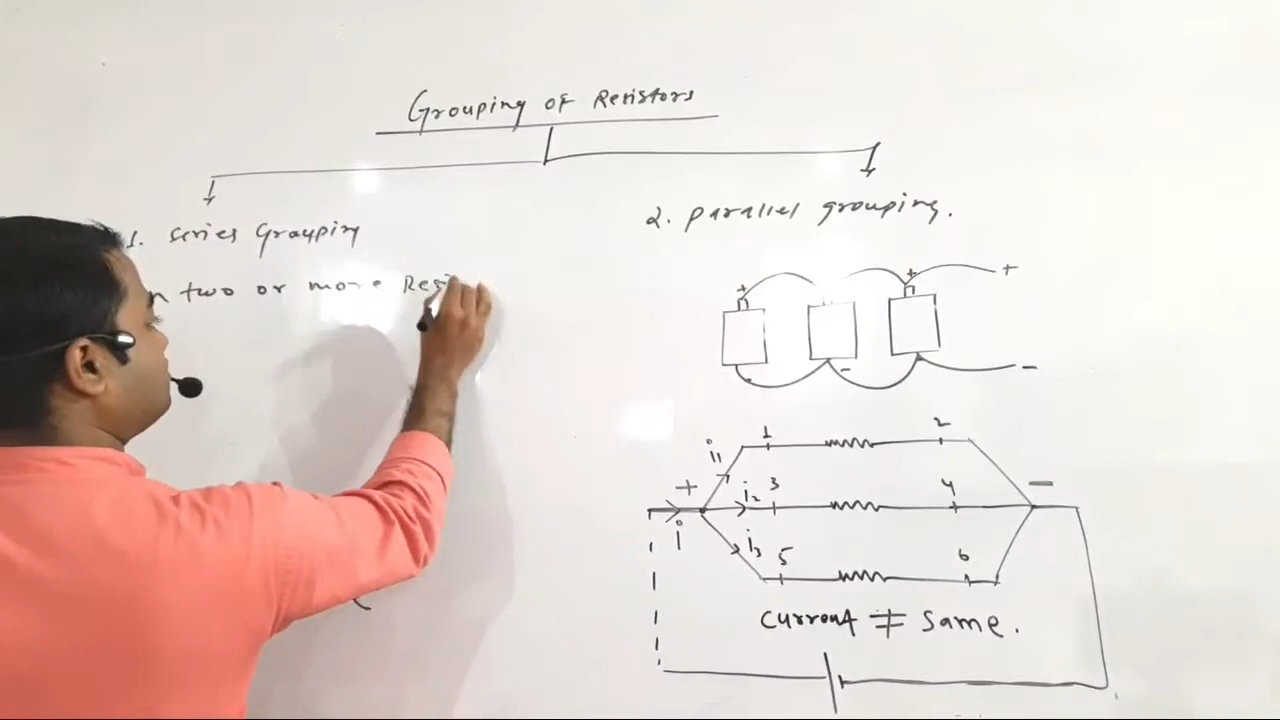 Grouping of Resistors
1. series Grouping
two or more Resi
2. parallel grouping.
+ + +
- - -
1 2
i1
+ i2 3 4 -
i
i3 5 6
current ≠ same.